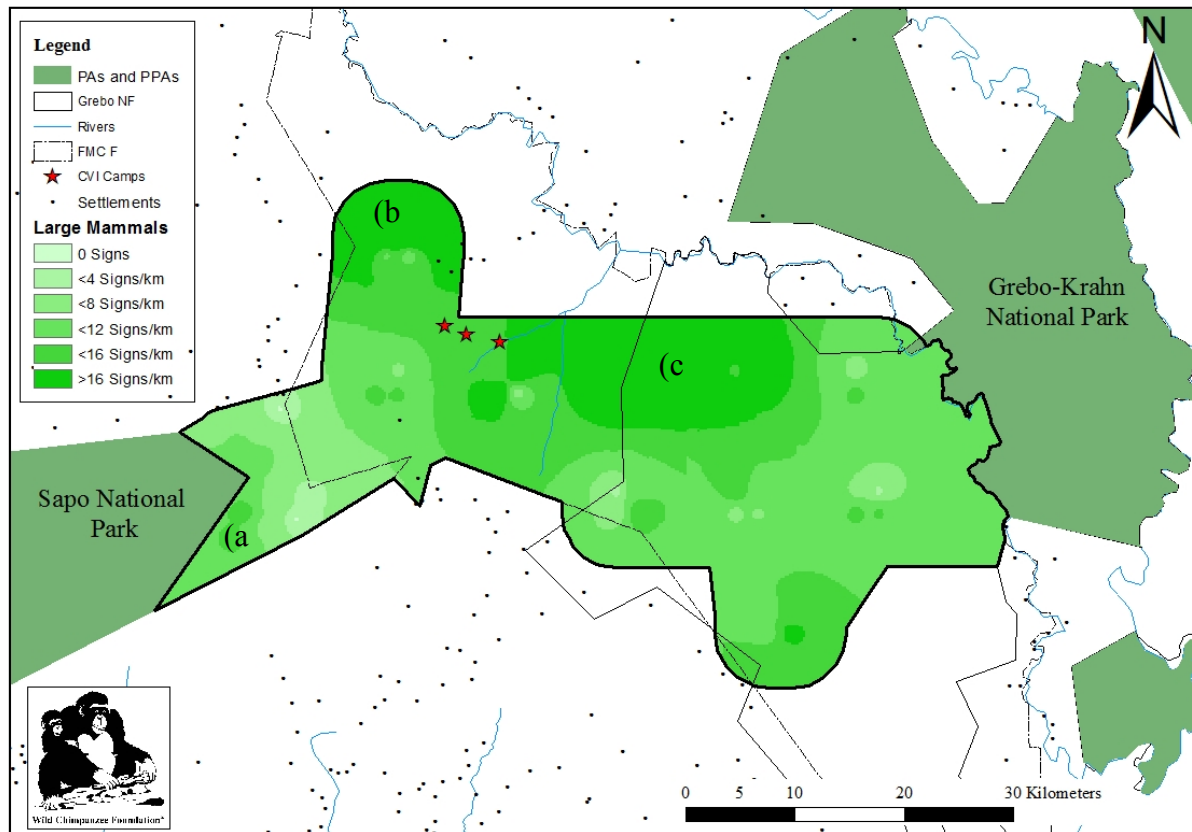 Legend
PAs and PPAs
Grebo NF
Rivers
FMC F
CVI Camps
Settlements
Large Mammals
0 Signs
<4 Signs/km
<8 Signs/km
<12 Signs/km
<16 Signs/km
>16 Signs/km
N
(b
Grebo-Krahn
National Park
(c
Sapo National
Park
(a
Wild Chimpanzee Foundation
0 5 10 20 30 Kilometers